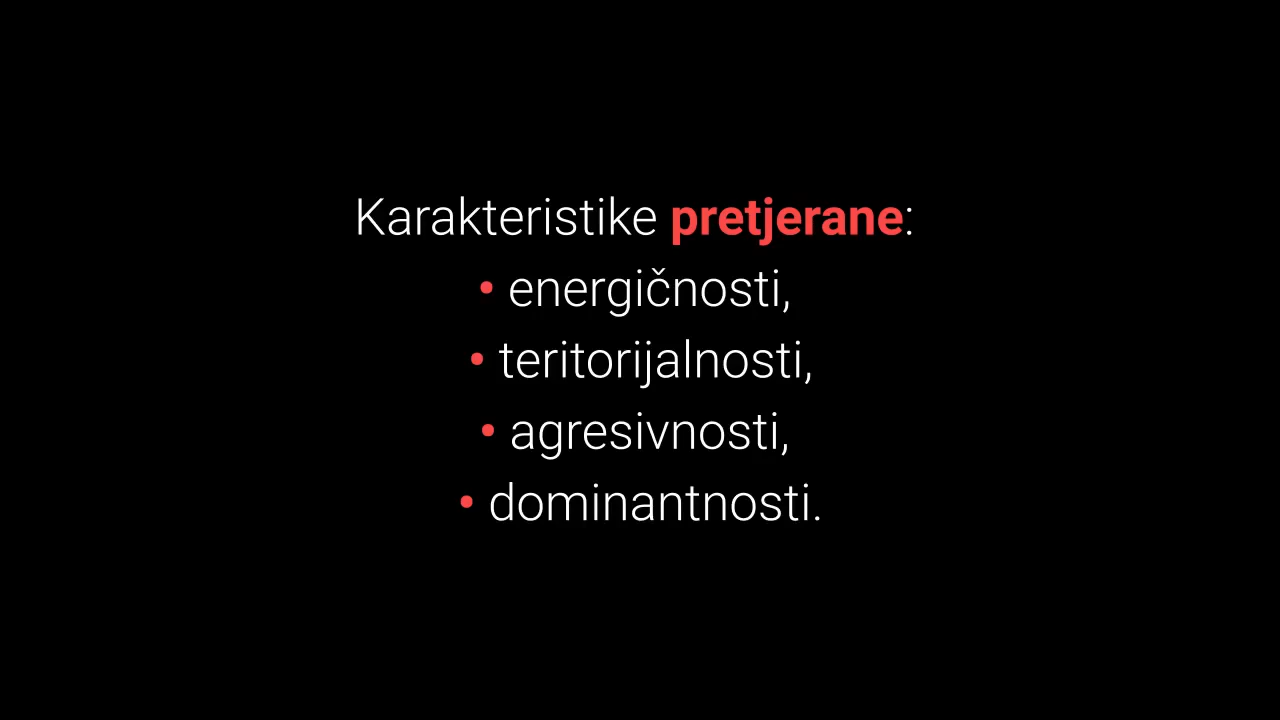 Karakteristike pretjerane:
• energičnosti,
• teritorijalnosti,
• agresivnosti,
• dominantnosti.